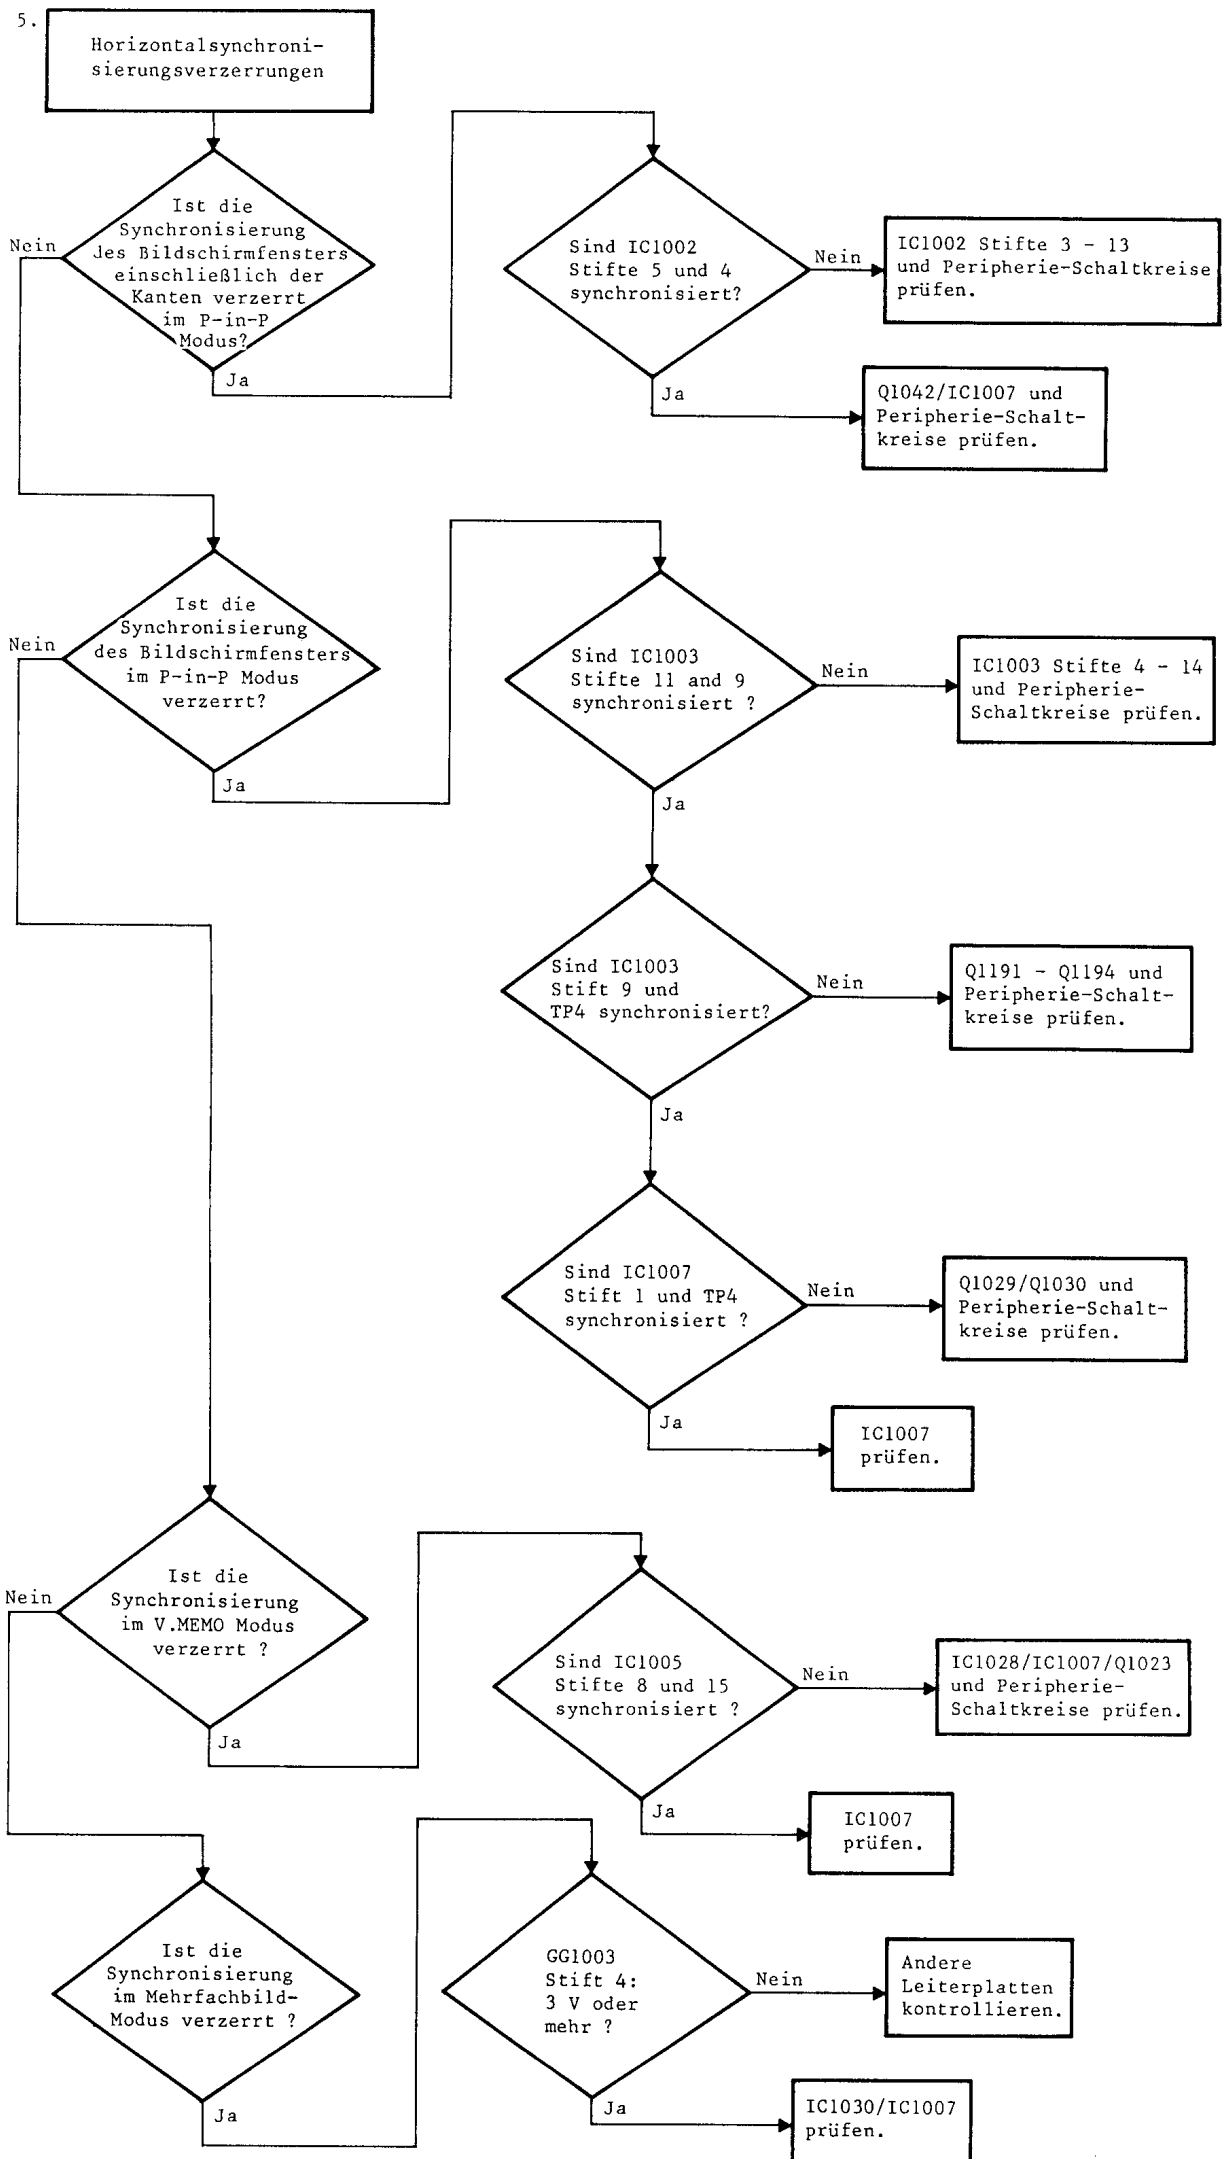 5.
Horizontalsynchroni-
sierungsverzerrungen
Ist die
Synchronisierung
des Bildschirmfensters
einschließlich der
Kanten verzerrt
im P-in-P
Modus?
Nein
Ja
Sind IC1002
Stifte 5 und 4
synchronisiert?
Nein
IC1002 Stifte 3 - 13
und Peripherie-Schaltkreise
prüfen.
Ja
Q1042/IC1007 und
Peripherie-Schalt-
kreise prüfen.
Ist die
Synchronisierung
des Bildschirmfensters
im P-in-P Modus
verzerrt?
Nein
Ja
Sind IC1003
Stifte 11 and 9
synchronisiert ?
Nein
IC1003 Stifte 4 - 14
und Peripherie-
Schaltkreise prüfen.
Ja
Sind IC1003
Stift 9 und
TP4 synchronisiert?
Nein
Q1191 - Q1194 und
Peripherie-Schalt-
kreise prüfen.
Ja
Sind IC1007
Stift 1 und TP4
synchronisiert ?
Nein
Q1029/Q1030 und
Peripherie-Schalt-
kreise prüfen.
Ja
IC1007
prüfen.
Ist die
Synchronisierung
im V.MEMO Modus
verzerrt ?
Nein
Ja
Sind IC1005
Stifte 8 und 15
synchronisiert ?
Nein
IC1028/IC1007/Q1023
und Peripherie-
Schaltkreise prüfen.
Ja
IC1007
prüfen.
Ist die
Synchronisierung
im Mehrfachbild-
Modus verzerrt ?
Ja
GG1003
Stift 4:
3 V oder
mehr ?
Nein
Andere
Leiterplatten
kontrollieren.
Ja
IC1030/IC1007
prüfen.